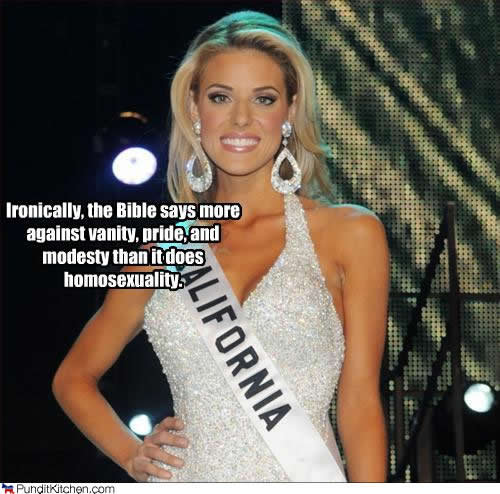 Ironically, the Bible says more
against vanity, pride, and
modesty than it does
homosexuality.
CALIFORNIA
PunditKitchen.com